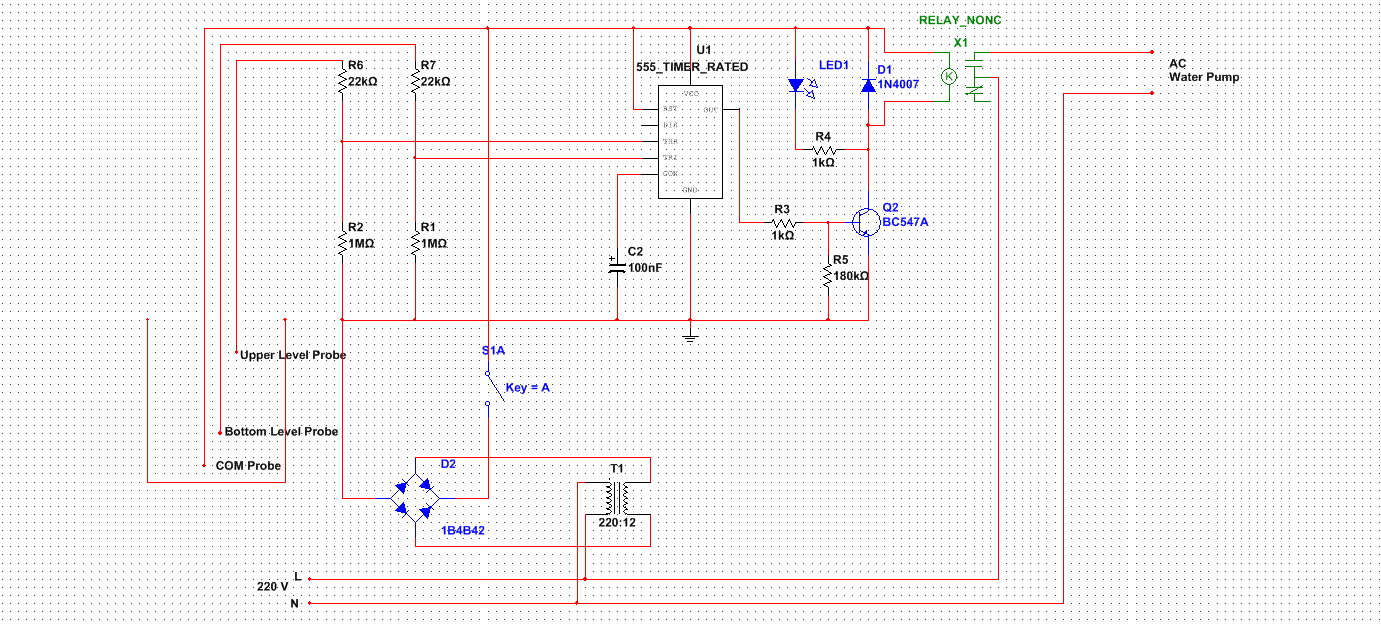 RELAY_NONC
X1
K
AC
Water Pump
U1
555_TIMER_RATED
VCC
RST
OUT
DIS
THR
TRI
CON
GND
LED1
D1
1N4007
R6
22kΩ
R7
22kΩ
R4
1kΩ
R2
1MΩ
R1
1MΩ
R3
1kΩ
Q2
BC547A
R5
180kΩ
C2
100nF
+
Upper Level Probe
S1A
Key = A
Bottom Level Probe
COM Probe
D2
1B4B42
T1
220:12
L
220 V
N